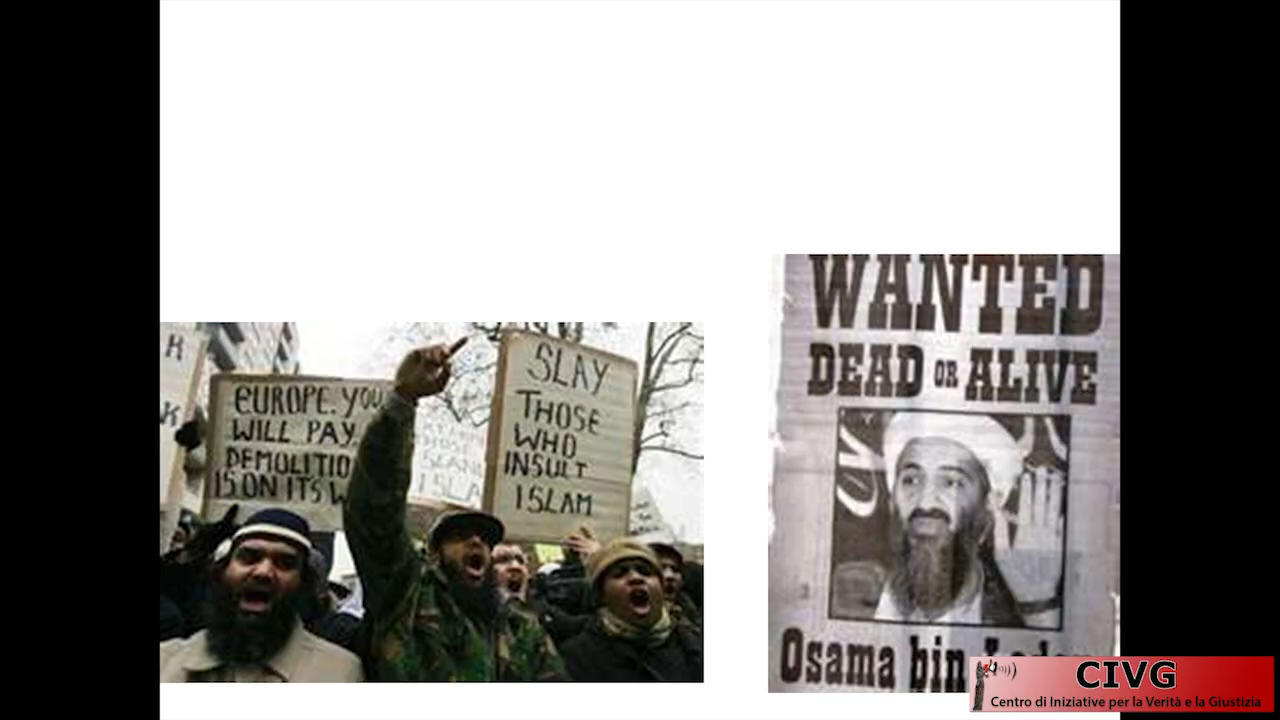 R
K
EUROPE. YOU
WILL PAY.
DEMOLITIO
IS ON ITS W
SLAY
THOSE
WHO
INSULT
ISLAM
WANTED
DEAD OR ALIVE
Osama bin
CIVG
Centro di Iniziative per la Verità e la Giustizia